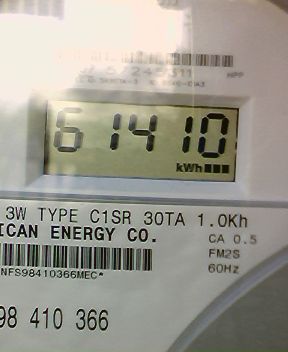 61410
kWh
3W TYPE C1SR 30TA 1.0Kh
ICAN ENERGY CO.
CA 0.5
FM2S
60Hz
NFS98410366MEC*
98 410 366